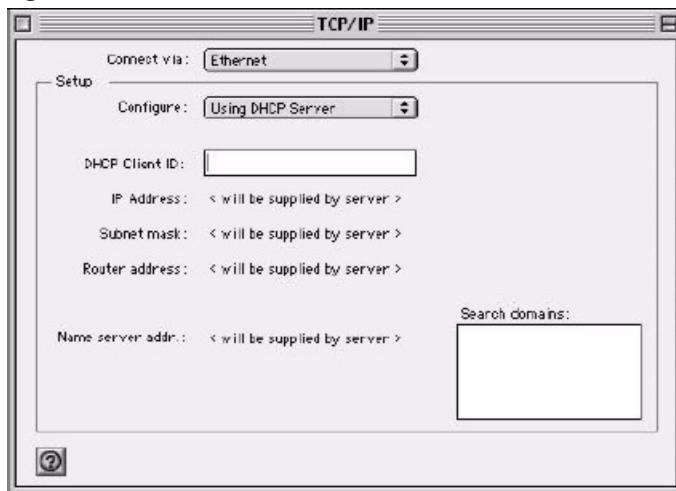 TCP/IP
Connect via: Ethernet
Setup
Configure: Using DHCP Server
DHCP Client ID:
IP Address: < will be supplied by server >
Subnet mask: < will be supplied by server >
Router address: < will be supplied by server >
Search domains:
Name server addr.: < will be supplied by server >
?